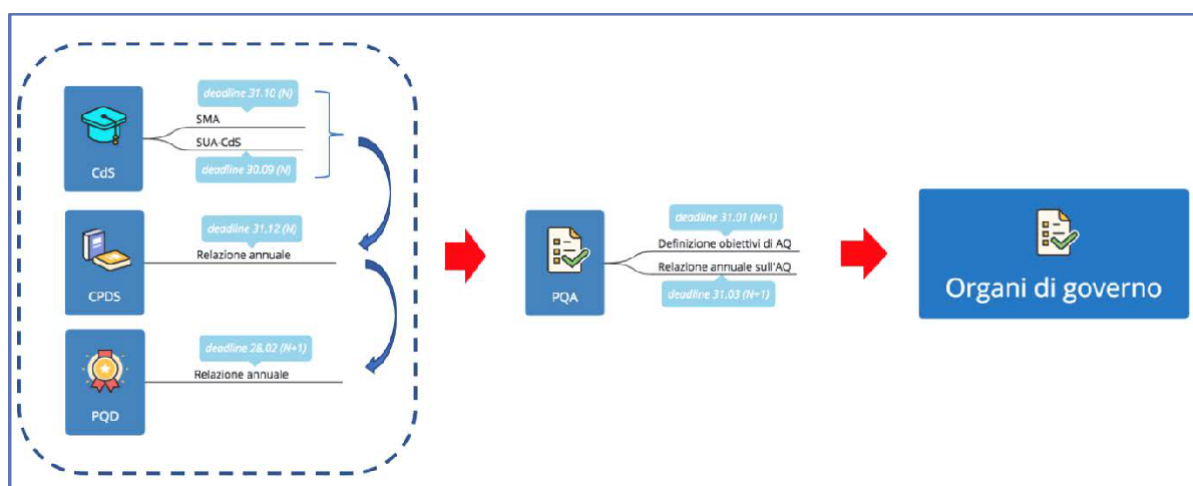 deadline 31.10 (N)
SMA
SUA-CdS
deadline 30.09 (N)
CdS
deadline 31.12 (N)
Relazione annuale
CPDS
deadline 28.02 (N+1)
Relazione annuale
PQD
deadline 31.01 (N+1)
Definizione obiettivi di AQ
Relazione annuale sull'AQ
deadline 31.03 (N+1)
PQA
Organi di governo